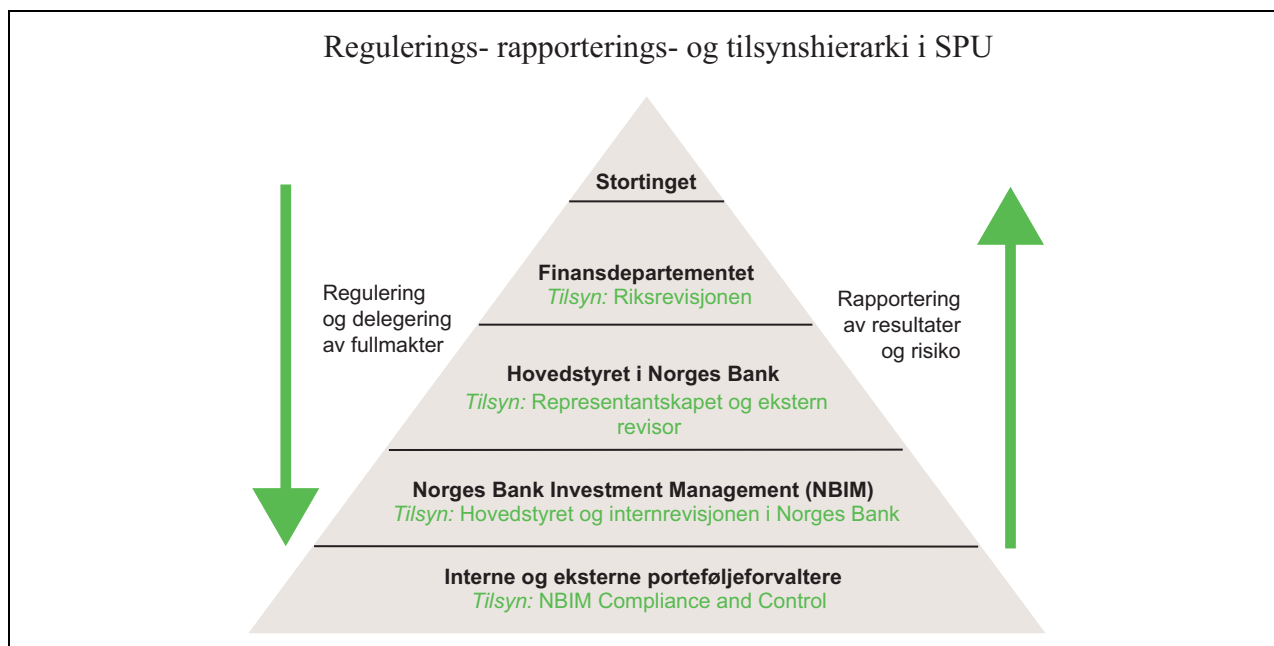 Regulerings- rapporterings- og tilsynshierarki i SPU
Stortinget
Finansdepartementet
Tilsyn: Riksrevisjonen
Regulering
og delegering
av fullmakter
Rapportering
av resultater
og risiko
Hovedstyret i Norges Bank
Tilsyn: Representantskapet og ekstern
revisor
Norges Bank Investment Management (NBIM)
Tilsyn: Hovedstyret og internrevisjonen i Norges Bank
Interne og eksterne porteføljeforvaltere
Tilsyn: NBIM Compliance and Control